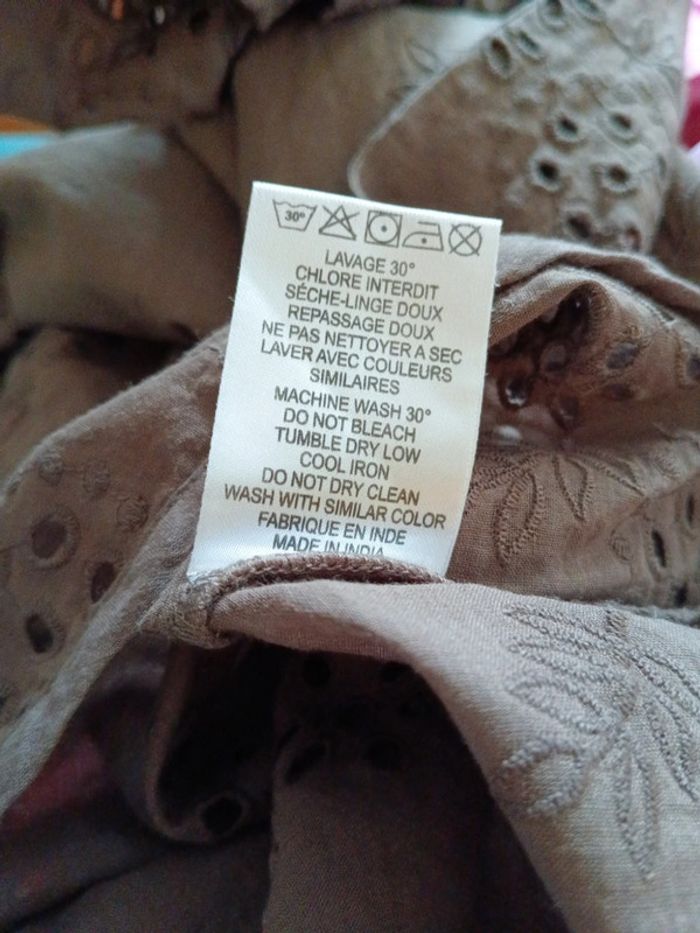 30°
LAVAGE 30°
CHLORE INTERDIT
SÉCHE-LINGE DOUX
REPASSAGE DOUX
NE PAS NETTOYER A SEC
LAVER AVEC COULEURS
SIMILAIRES
MACHINE WASH 30°
DO NOT BLEACH
TUMBLE DRY LOW
COOL IRON
DO NOT DRY CLEAN
WASH WITH SIMILAR COLOR
FABRIQUE EN INDE
MADE IN INDIA